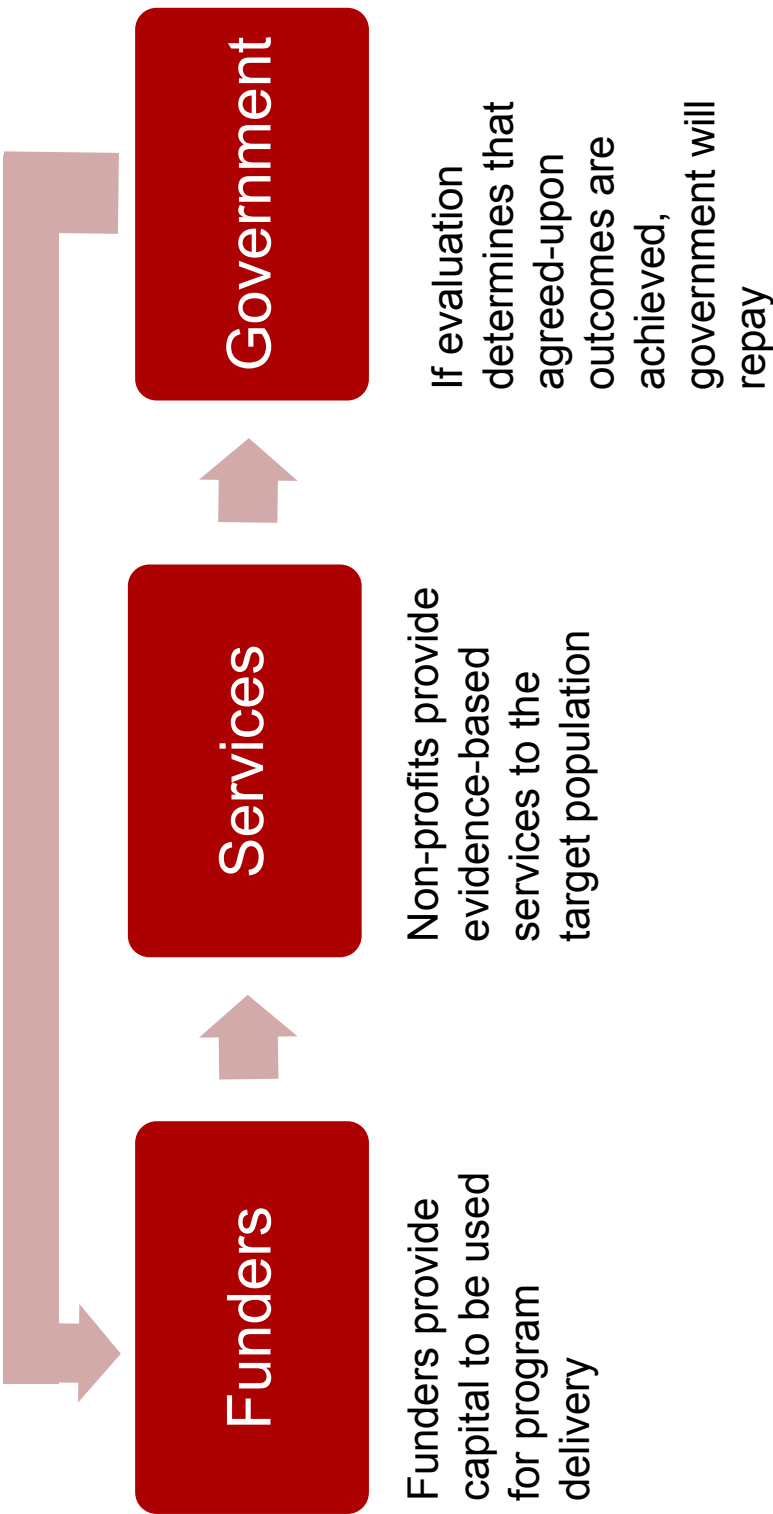 Funders
Funders provide
capital to be used
for program
delivery
Services
Non-profits provide
evidence-based
services to the
target population
Government
If evaluation
determines that
agreed-upon
outcomes are
achieved,
government will
repay